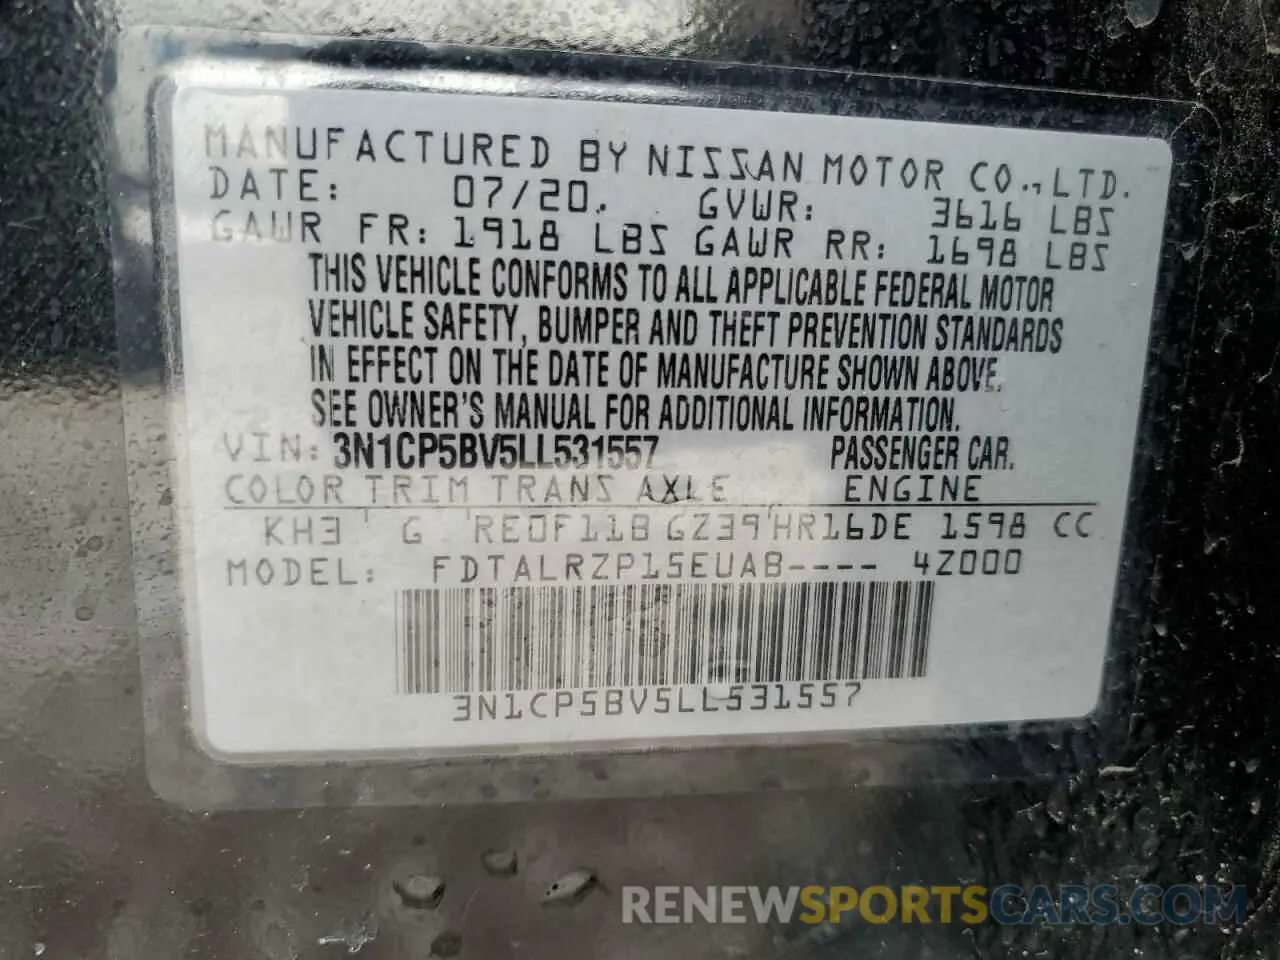 MANUFACTURED BY NISSAN MOTOR CO., LTD.
DATE: 07/20. GVWR: 3616 LBS
GAWR FR: 1918 LBS GAWR RR: 1698 LBS
THIS VEHICLE CONFORMS TO ALL APPLICABLE FEDERAL MOTOR
VEHICLE SAFETY, BUMPER AND THEFT PREVENTION STANDARDS
IN EFFECT ON THE DATE OF MANUFACTURE SHOWN ABOVE.
SEE OWNER'S MANUAL FOR ADDITIONAL INFORMATION.
VIN: 3N1CP5BV5LL531557 PASSENGER CAR.
COLOR TRIM TRANS AXLE ENGINE
KH3 G RE0F11B GZ39 HR16DE 1598 CC
MODEL: FDTALRZP15EUAB---- 4Z000
3N1CP5BV5LL531557
RENEWSPORTSCARS.COM